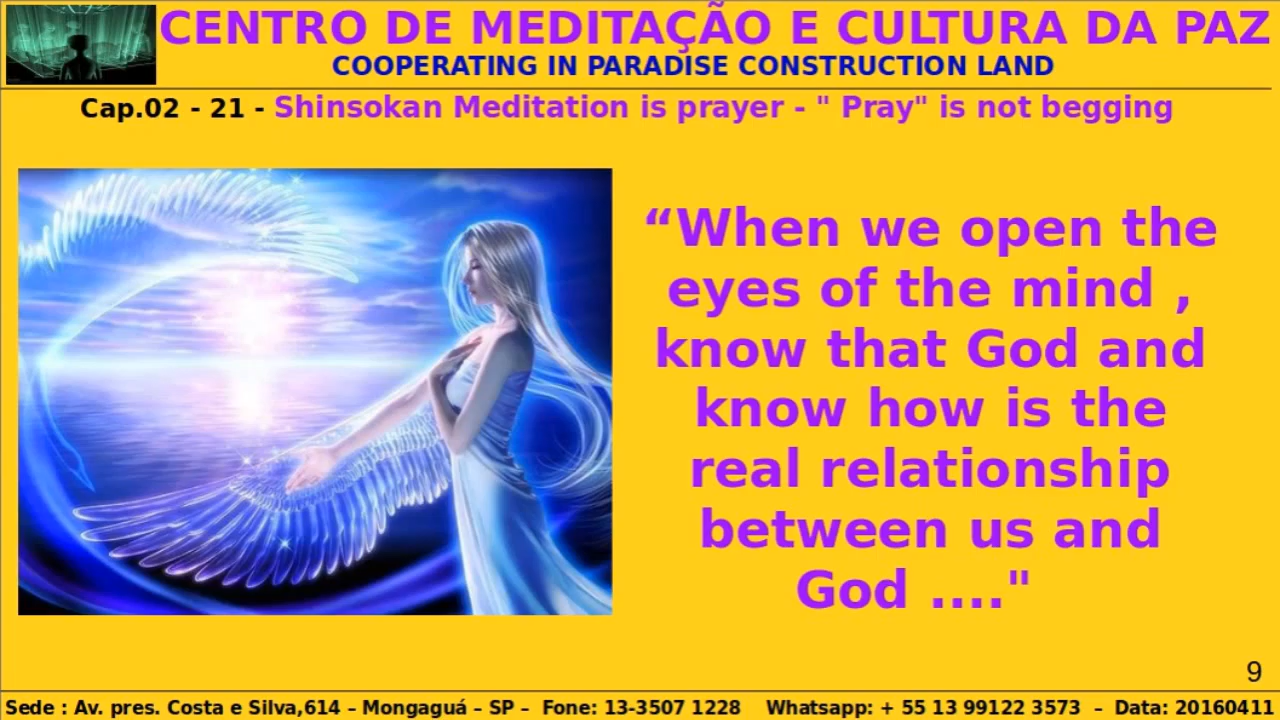 CENTRO DE MEDITAÇÃO E CULTURA DA PAZ
COOPERATING IN PARADISE CONSTRUCTION LAND
Cap.02 - 21 - Shinsokan Meditation is prayer - " Pray" is not begging
“When we open the
eyes of the mind ,
know that God and
know how is the
real relationship
between us and
God ...."
9
Sede : Av. pres. Costa e Silva,614 – Mongaguá – SP – Fone: 13-3507 1228 Whatsapp: + 55 13 99122 3573 – Data: 20160411